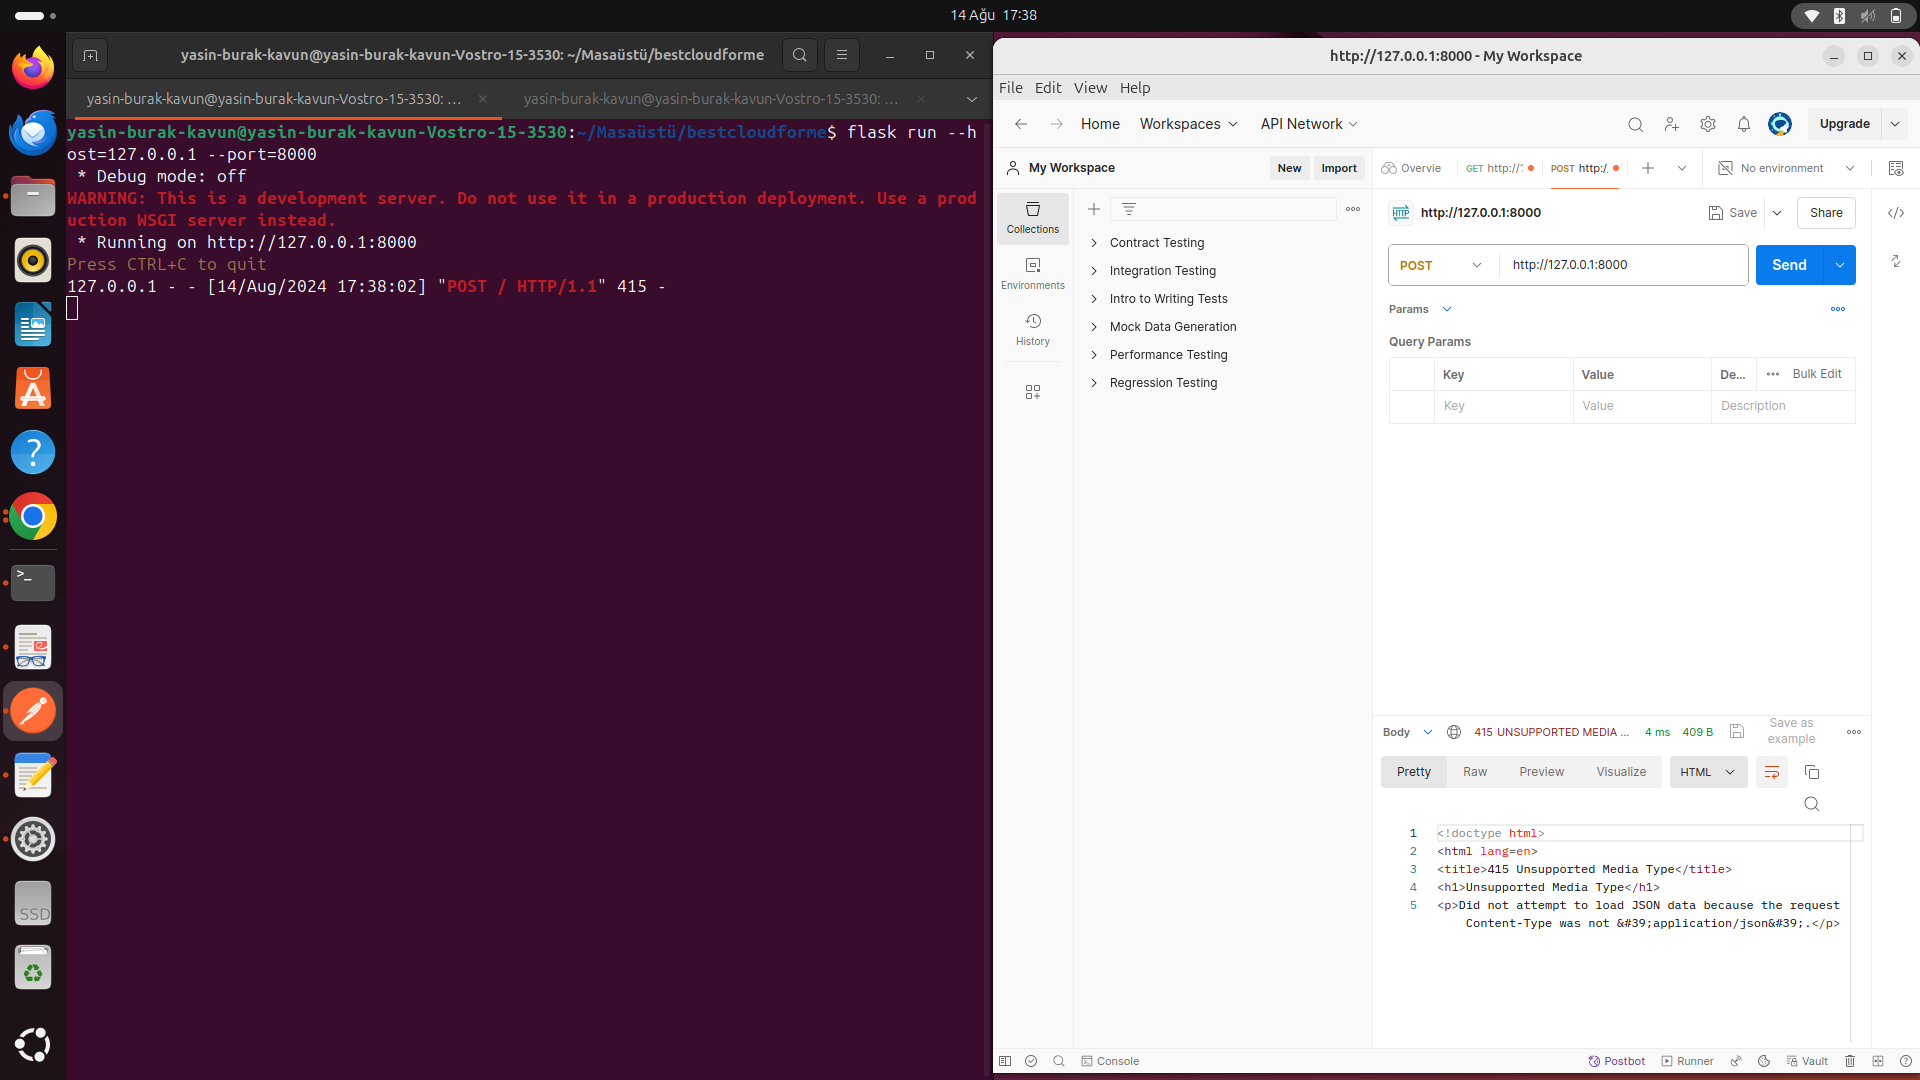 14 Ağu 17:38
yasin-burak-kavun@yasin-burak-kavun-Vostro-15-3530: ~/Masaüstü/bestcloudforme
yasin-burak-kavun@yasin-burak-kavun-Vostro-15-3530: ...
yasin-burak-kavun@yasin-burak-kavun-Vostro-15-3530: ...
yasin-burak-kavun@yasin-burak-kavun-Vostro-15-3530:~/Masaüstü/bestcloudforme$ flask run --h
ost=127.0.0.1 --port=8000
* Debug mode: off
WARNING: This is a development server. Do not use it in a production deployment. Use a prod
uction WSGI server instead.
* Running on http://127.0.0.1:8000
Press CTRL+C to quit
127.0.0.1 - - [14/Aug/2024 17:38:02] "POST / HTTP/1.1" 415 -
SSD
http://127.0.0.1:8000 - My Workspace
File Edit View Help
Home Workspaces API Network Upgrade
My Workspace New Import
Overvie GET http://1 POST http:/, No environment
Collections
Environments
History
Contract Testing
Integration Testing
Intro to Writing Tests
Mock Data Generation
Performance Testing
Regression Testing
HTTP http://127.0.0.1:8000 Save Share
POST http://127.0.0.1:8000 Send
Params
Query Params
Key Value De... Bulk Edit
Key Value Description
Body 415 UNSUPPORTED MEDIA ... 4 ms 409 B Save as example
Pretty Raw Preview Visualize HTML
1 <!doctype html>
2 <html lang=en>
3 <title>415 Unsupported Media Type</title>
4 <h1>Unsupported Media Type</h1>
5 <p>Did not attempt to load JSON data because the request
Content-Type was not &#39;application/json&#39;.</p>
Console Postbot Runner Vault